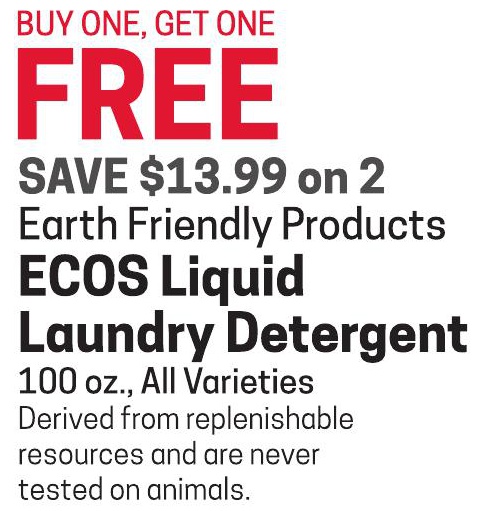 BUY ONE, GET ONE
FREE
SAVE $13.99 on 2
Earth Friendly Products
ECOS Liquid
Laundry Detergent
100 oz., All Varieties
Derived from replenishable
resources and are never
tested on animals.